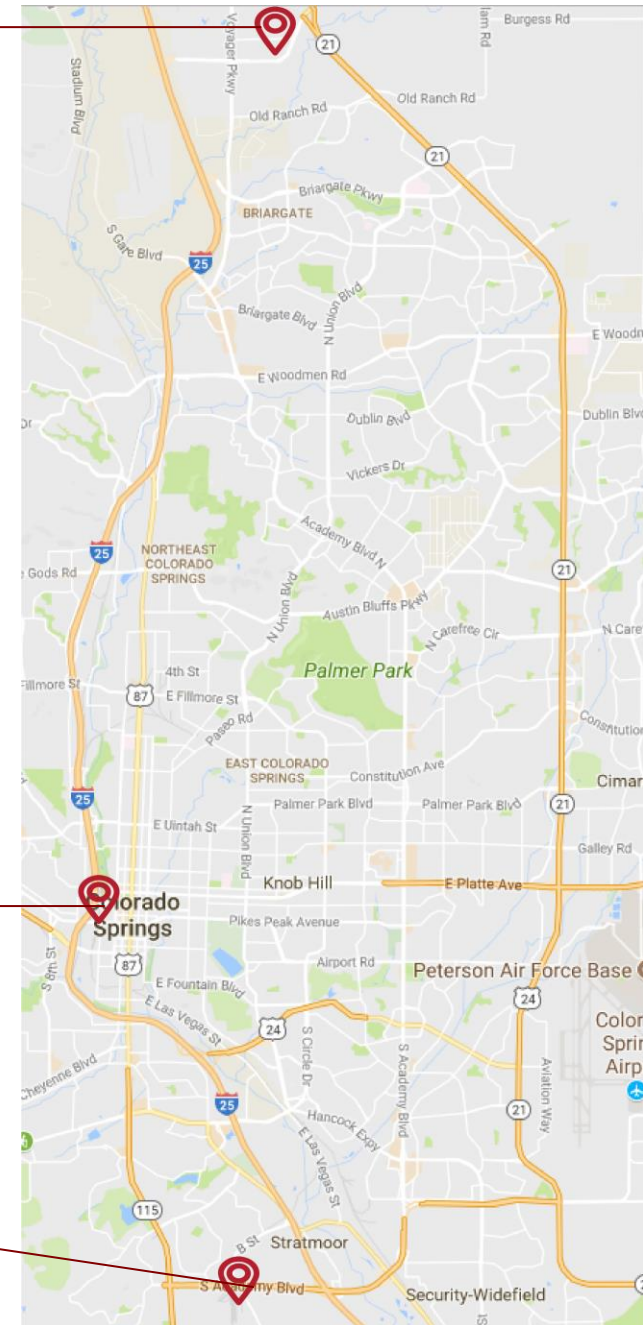 Burgess Rd
Voyager Pkwy
21
Stadium Blvd
Old Ranch Rd
Old Ranch Rd
21
Briargate Pkwy
BRIARGATE
S Gate Blvd
25
N Union Blvd
Briargate Blvd
E Woodm
E Woodmen Rd
Dublin Blvd
Dublin Blvd
Vickers Dr
Academy Blvd N
25
NORTHEAST
COLORADO
SPRINGS
21
e Gods Rd
N Union Blvd
Austin Bluffs Pkwy
N Carefree Cir
N Care
4th St
Palmer Park
Fillmore St
87
E Fillmore St
Paseo Rd
Constitution
EAST COLORADO
SPRINGS
Constitution Ave
Cimar
25
Palmer Park Blvd
Palmer Park Blvd
21
E Uintah St
N Union Blvd
Galley Rd
Knob Hill
E Platte Ave
Colorado
Springs
Pikes Peak Avenue
S 8th St
87
Airport Rd
Peterson Air Force Base
E Fountain Blvd
24
E Las Vegas St
24
S Circle Dr
S Academy Blvd
Color
Sprin
Airp
Aviation Way
Cheyenne Blvd
25
21
Hancock Expy
E Las Vegas St
115
B St
Stratmoor
S Academy Blvd
Security-Widefield